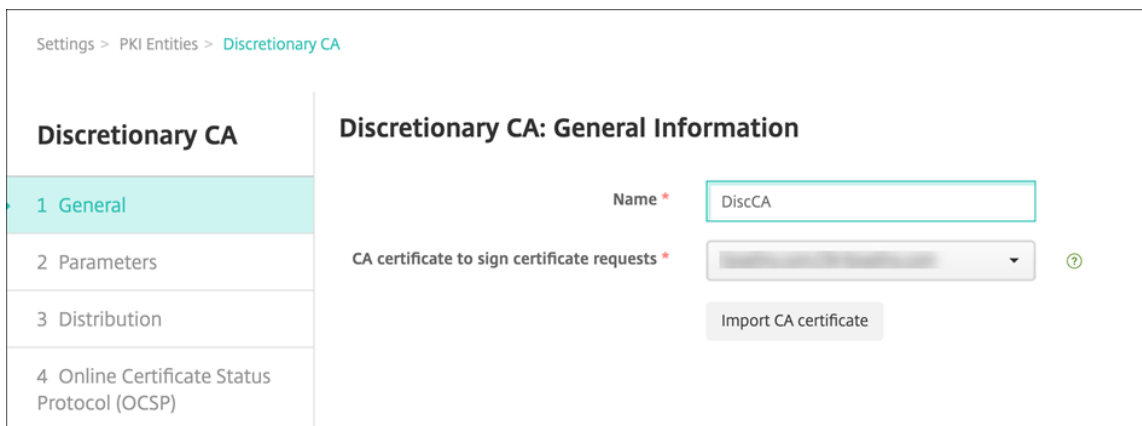 Settings > PKI Entities > Discretionary CA
Discretionary CA
1 General
2 Parameters
3 Distribution
4 Online Certificate Status
Protocol (OCSP)
Discretionary CA: General Information
Name *
DiscCA
CA certificate to sign certificate requests *
?
Import CA certificate